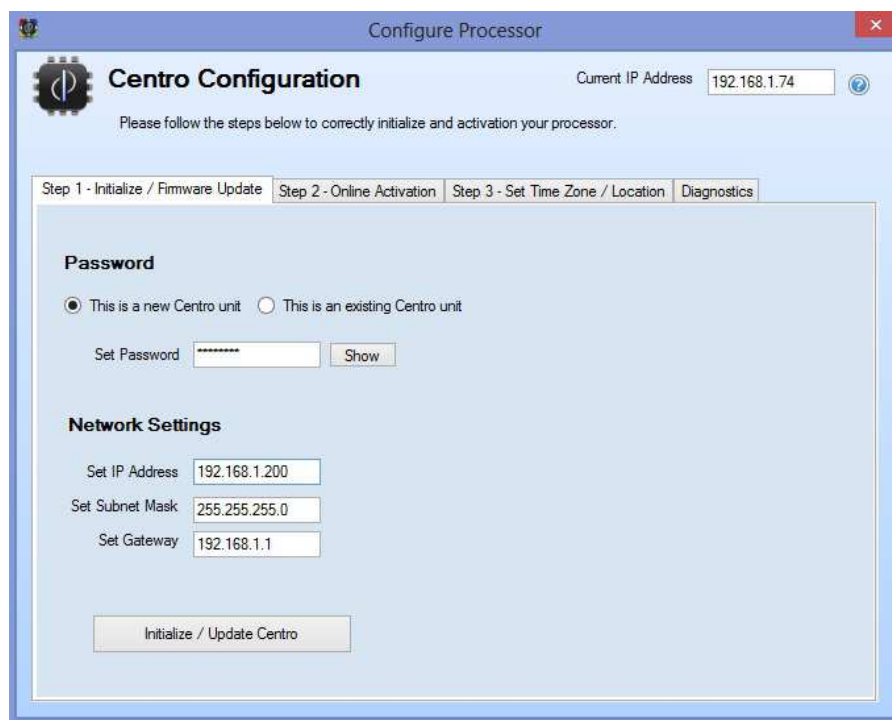 Configure Processor
Centro Configuration
Current IP Address 192.168.1.74
Please follow the steps below to correctly initialize and activation your processor.
Step 1 - Initialize / Firmware Update Step 2 - Online Activation Step 3 - Set Time Zone / Location Diagnostics
Password
This is a new Centro unit This is an existing Centro unit
Set Password ******** Show
Network Settings
Set IP Address 192.168.1.200
Set Subnet Mask 255.255.255.0
Set Gateway 192.168.1.1
Initialize / Update Centro